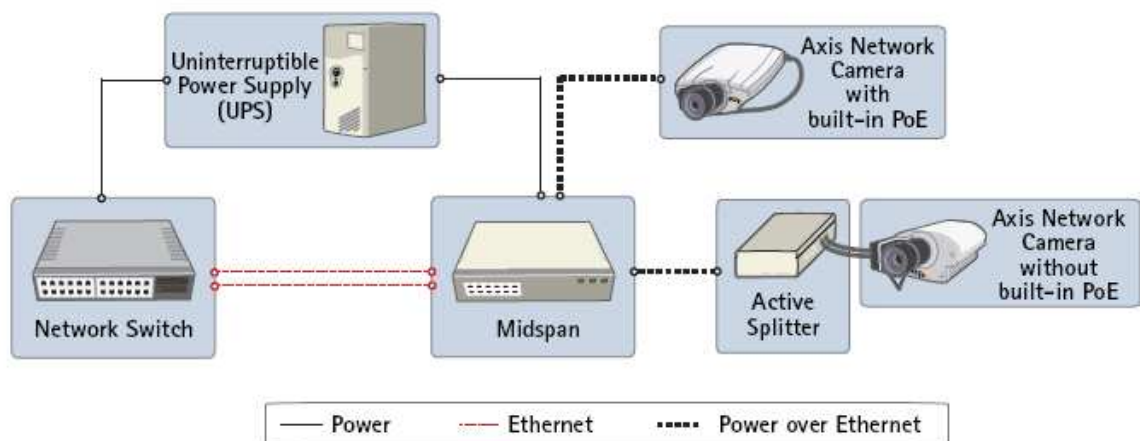 Uninterruptible
Power Supply
(UPS)
Axis Network
Camera
with
built-in PoE
Network Switch
Midspan
Active
Splitter
Axis Network
Camera
without
built-in PoE
Power
Ethernet
Power over Ethernet